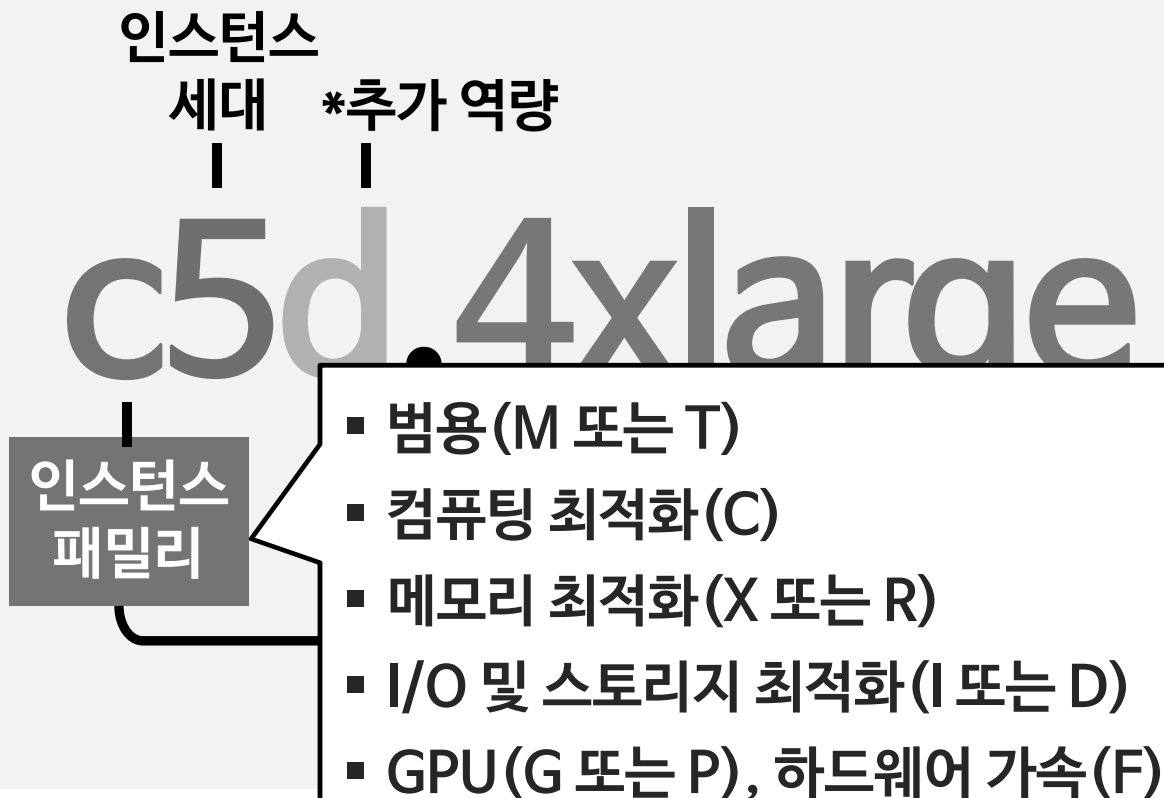 인스턴스
세대
*추가 역량
c5d.4xlarge
인스턴스
패밀리
▪ 범용(M 또는 T)
▪ 컴퓨팅 최적화(C)
▪ 메모리 최적화(X 또는 R)
▪ I/O 및 스토리지 최적화(I 또는 D)
▪ GPU(G 또는 P), 하드웨어 가속(F)